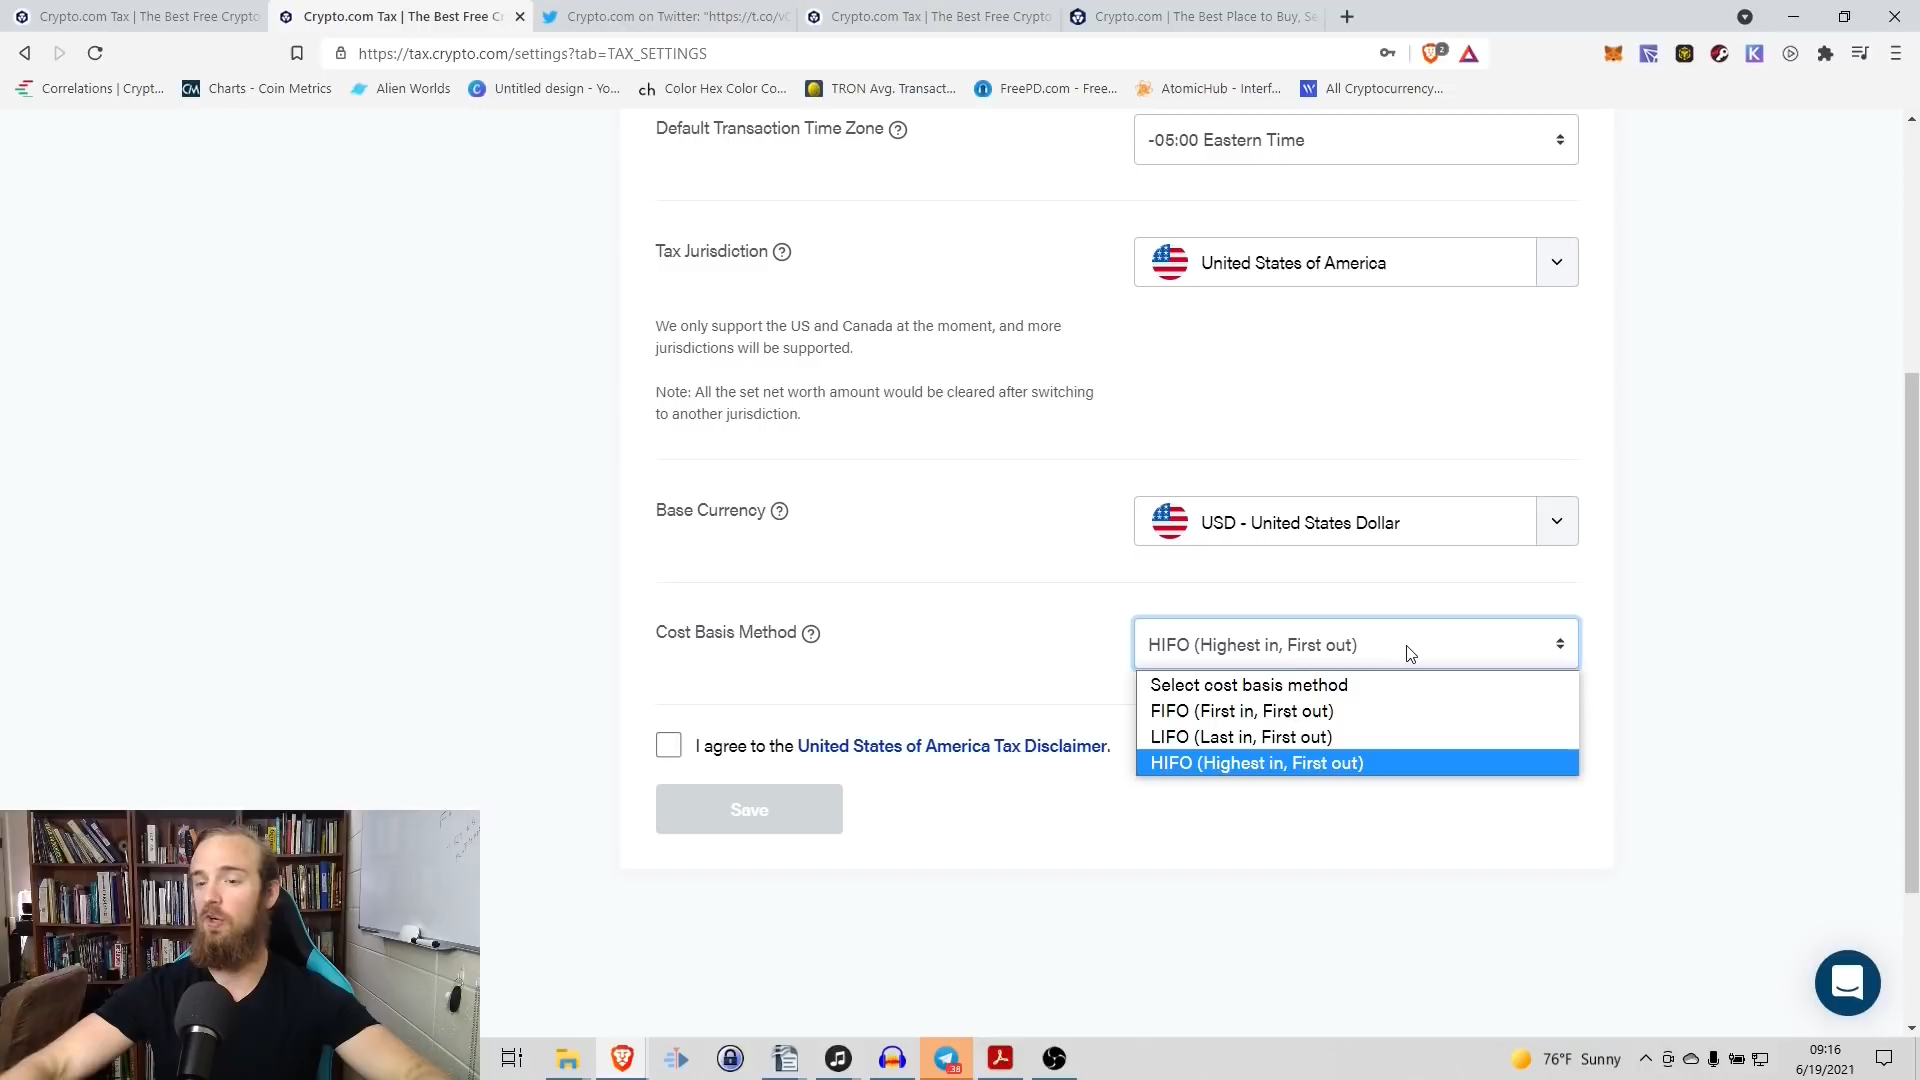 Crypto.com Tax | The Best Free Crypto
Crypto.com Tax | The Best Free Cr
Crypto.com on Twitter: "https://t.co/vC
Crypto.com Tax | The Best Free Crypto
Crypto.com | The Best Place to Buy, Se
https://tax.crypto.com/settings?tab=TAX_SETTINGS
2
Correlations | Crypt...
CM Charts - Coin Metrics
Alien Worlds
Untitled design - Yo...
ch Color Hex Color Co...
TRON Avg. Transact...
FreePD.com - Free...
AtomicHub - Interf...
All Cryptocurrency...
Default Transaction Time Zone ?
-05:00 Eastern Time
Tax Jurisdiction ?
United States of America
We only support the US and Canada at the moment, and more
jurisdictions will be supported.
Note: All the set net worth amount would be cleared after switching
to another jurisdiction.
Base Currency ?
USD - United States Dollar
Cost Basis Method ?
HIFO (Highest in, First out)
Select cost basis method
FIFO (First in, First out)
LIFO (Last in, First out)
HIFO (Highest in, First out)
I agree to the United States of America Tax Disclaimer.
Save
38
76°F Sunny
09:16
6/19/2021